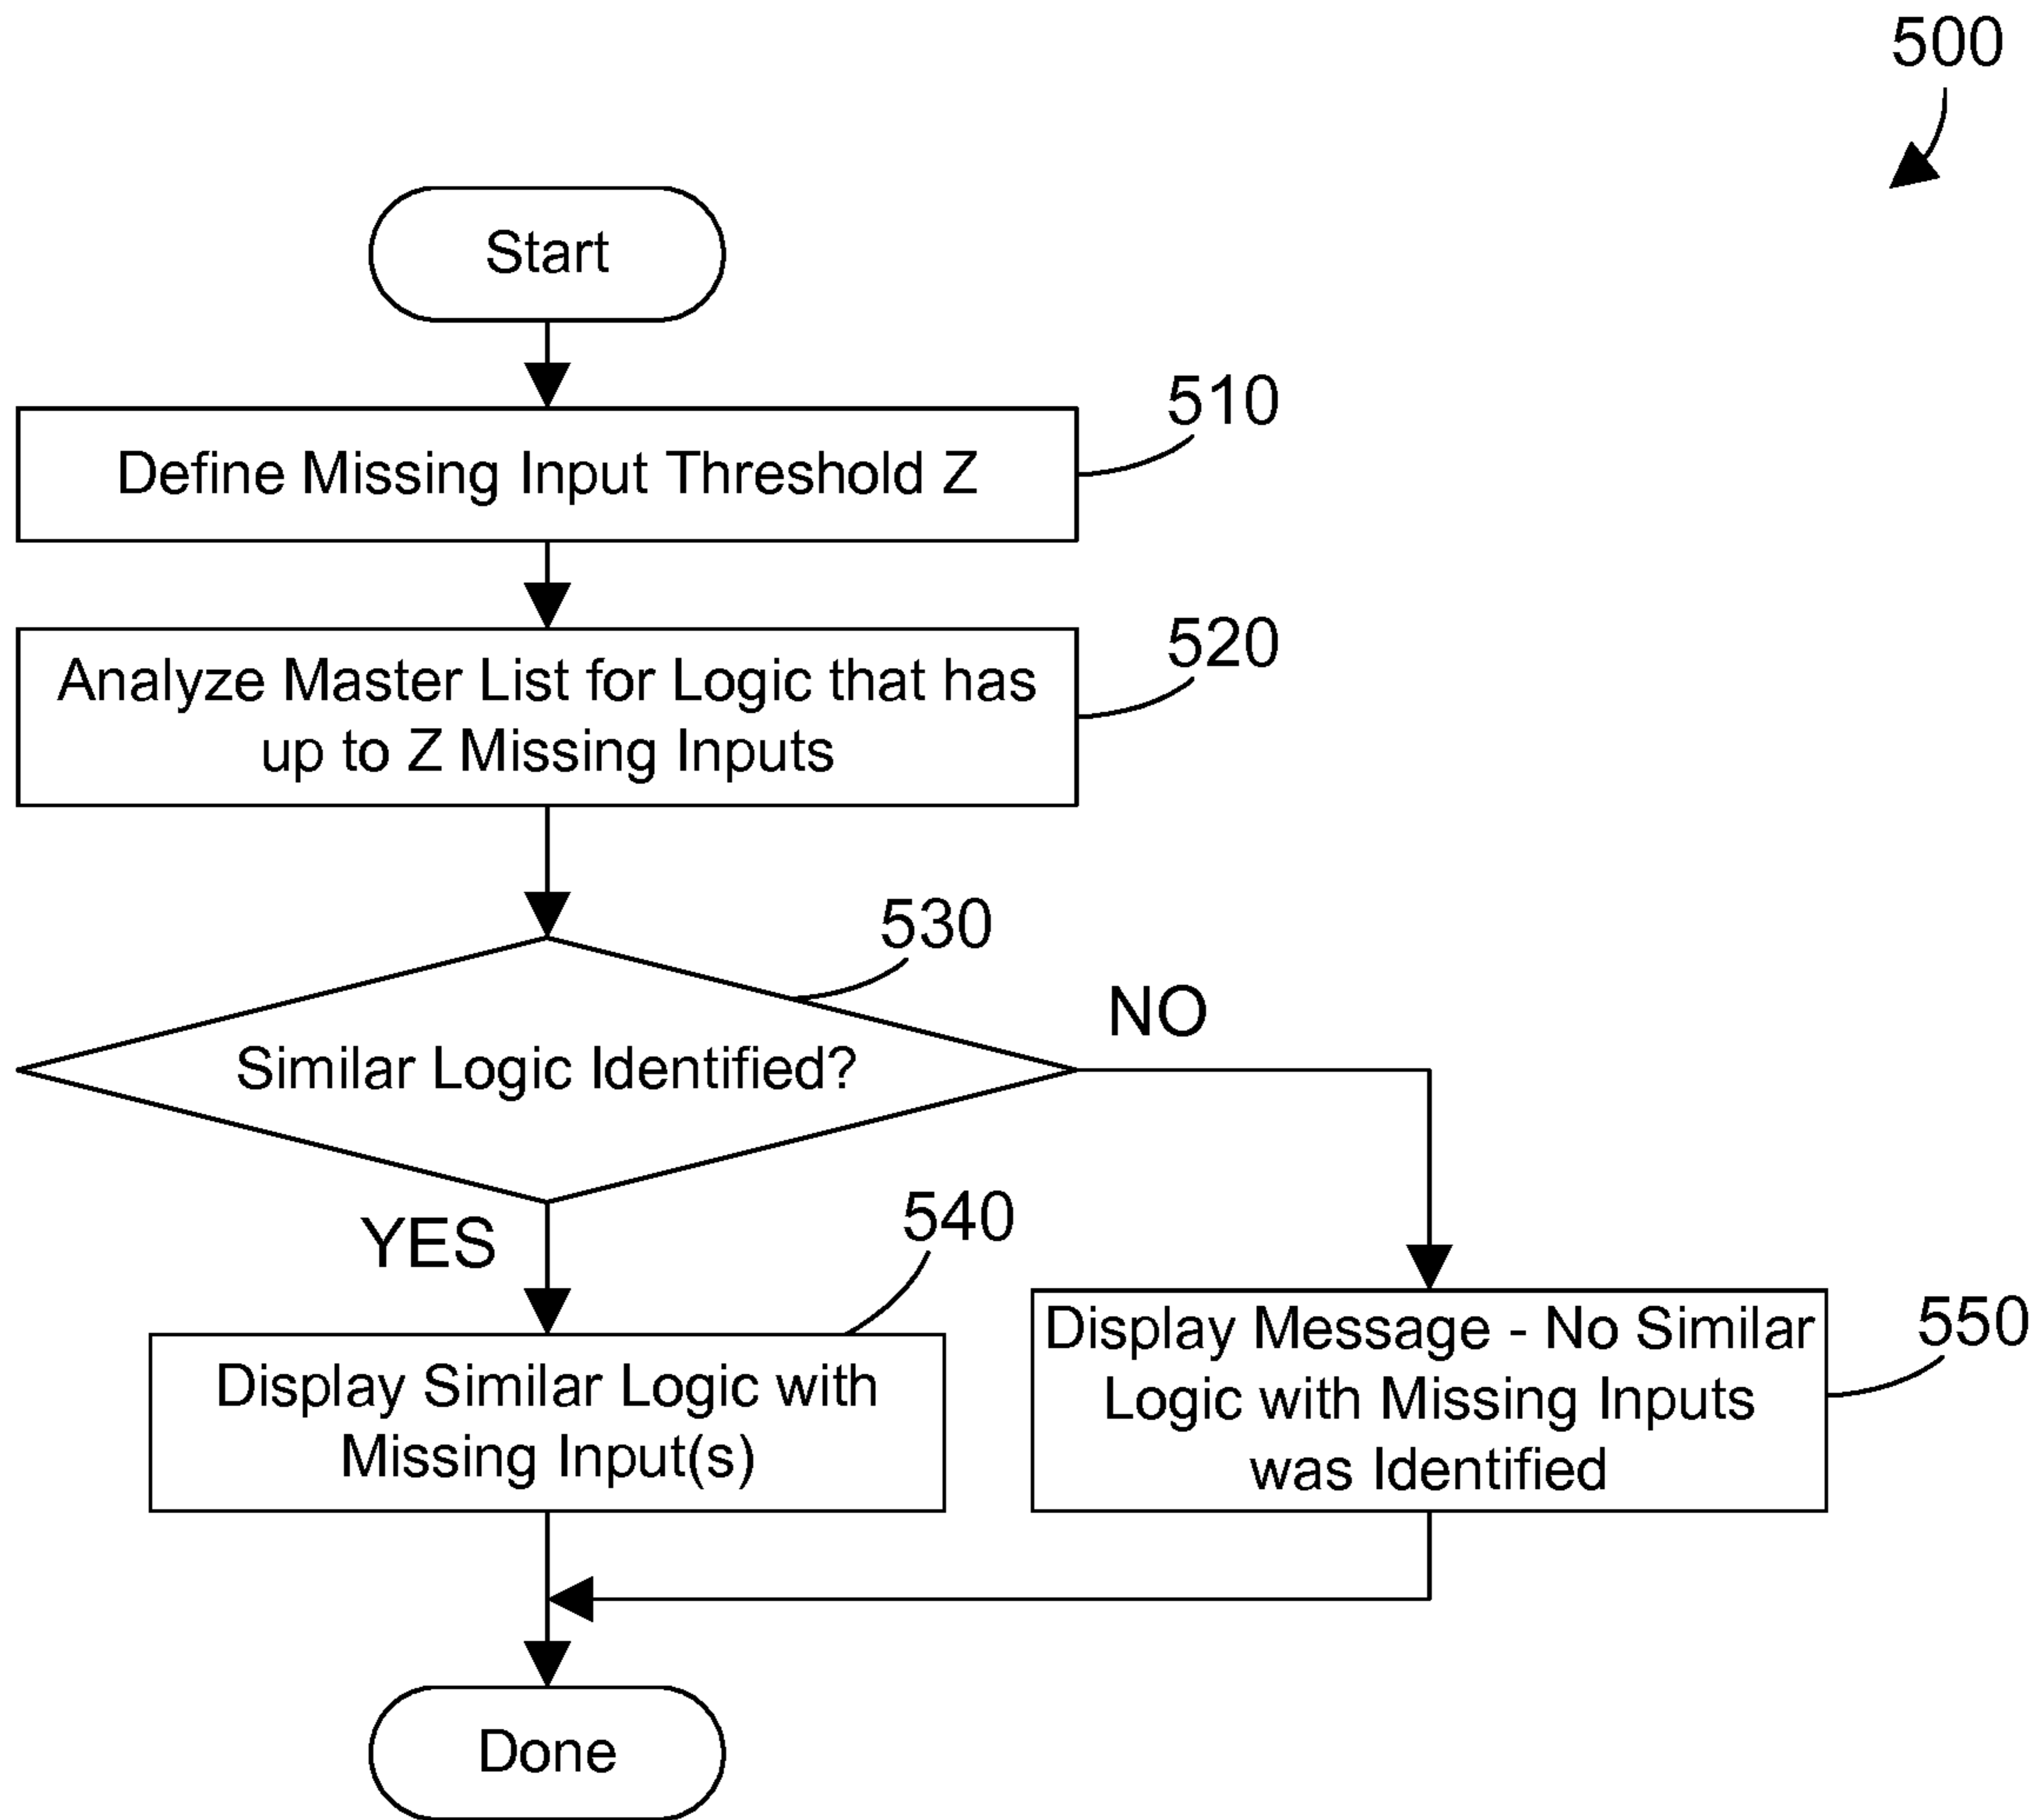 500
Start
510
Define Missing Input Threshold Z
520
Analyze Master List for Logic that has
up to Z Missing Inputs
530
NO
Similar Logic Identified?
YES
540
Display Similar Logic with
Missing Input(s)
550
Display Message - No Similar
Logic with Missing Inputs
was Identified
Done